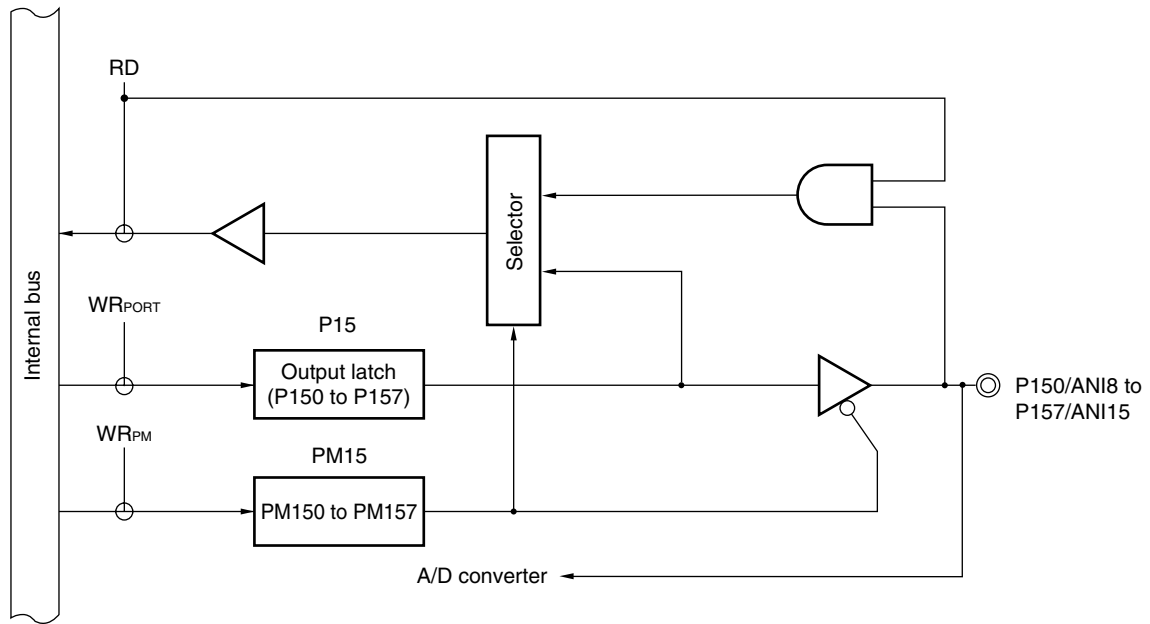 RD
Selector
Internal bus
WRPORT
P15
Output latch
(P150 to P157)
P150/ANI8 to
P157/ANI15
WRPM
PM15
PM150 to PM157
A/D converter